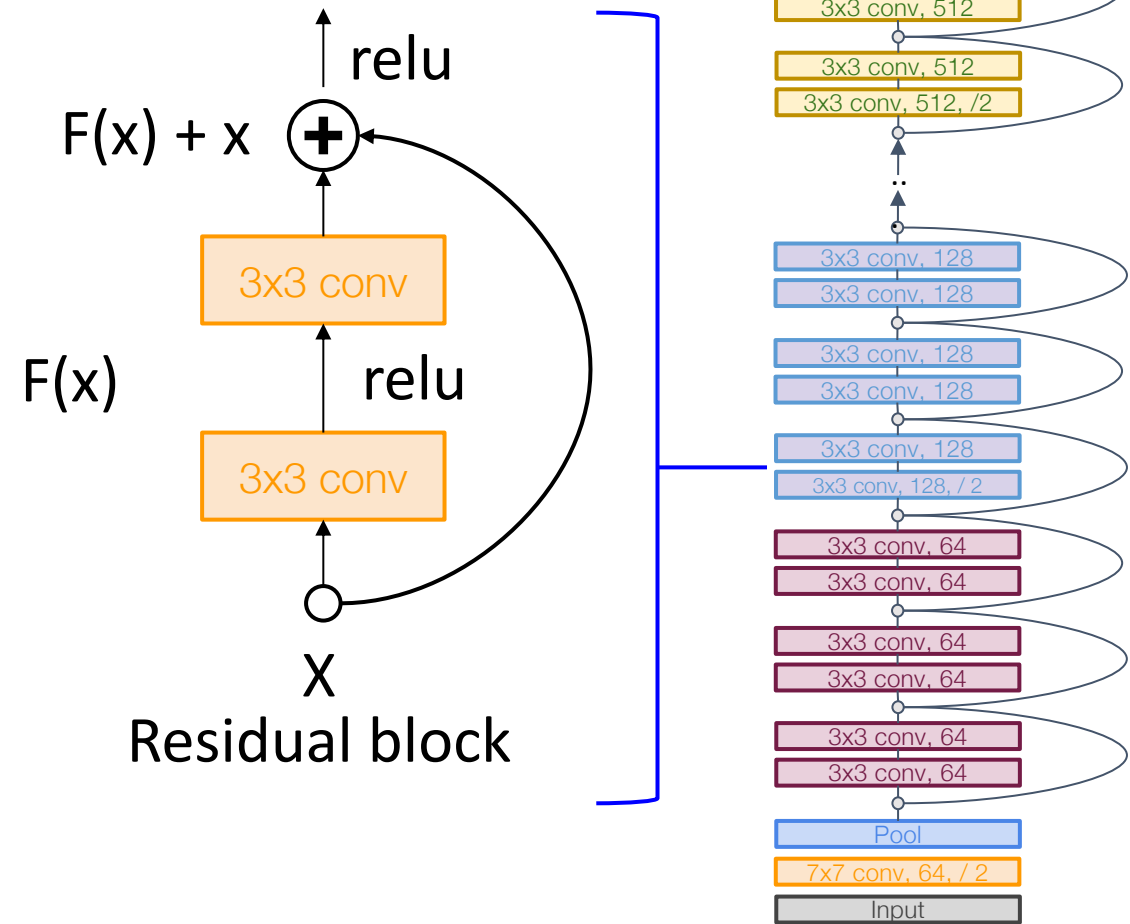 relu
F(x) + x
+
3x3 conv
F(x)
relu
3x3 conv
X
Residual block
3x3 conv, 512
3x3 conv, 512
3x3 conv, 512, /2
..
3x3 conv, 128
3x3 conv, 128
3x3 conv, 128
3x3 conv, 128
3x3 conv, 128
3x3 conv, 128, / 2
3x3 conv, 64
3x3 conv, 64
3x3 conv, 64
3x3 conv, 64
3x3 conv, 64
3x3 conv, 64
Pool
7x7 conv, 64, / 2
Input